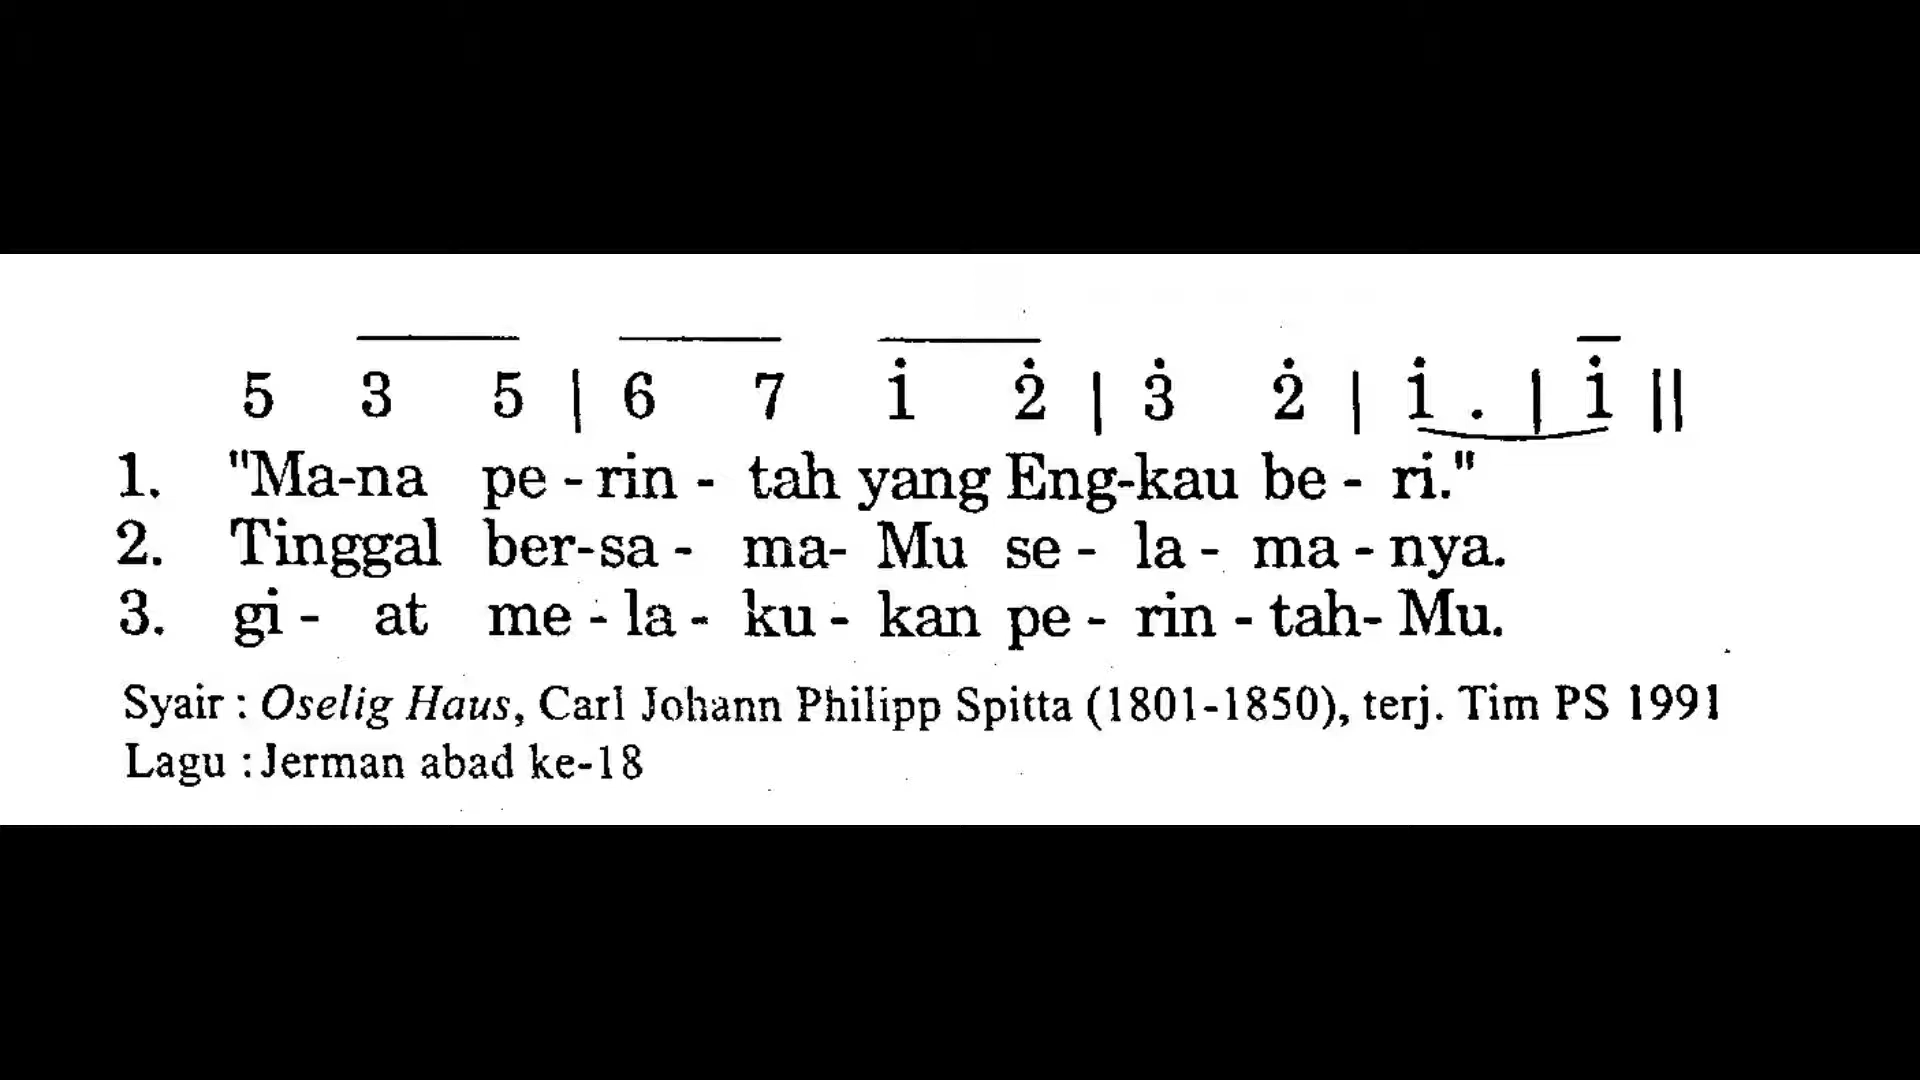 5 3 5 | 6 7 1̇ 2̇ | 3̇ 2̇ | 1̇ . | 1̇ ||
1. "Ma-na pe - rin - tah yang Eng-kau be - ri."
2. Tinggal ber-sa - ma- Mu se - la - ma - nya.
3. gi - at me - la - ku - kan pe - rin - tah- Mu.
Syair : Oselig Haus, Carl Johann Philipp Spitta (1801-1850), terj. Tim PS 1991
Lagu : Jerman abad ke-18